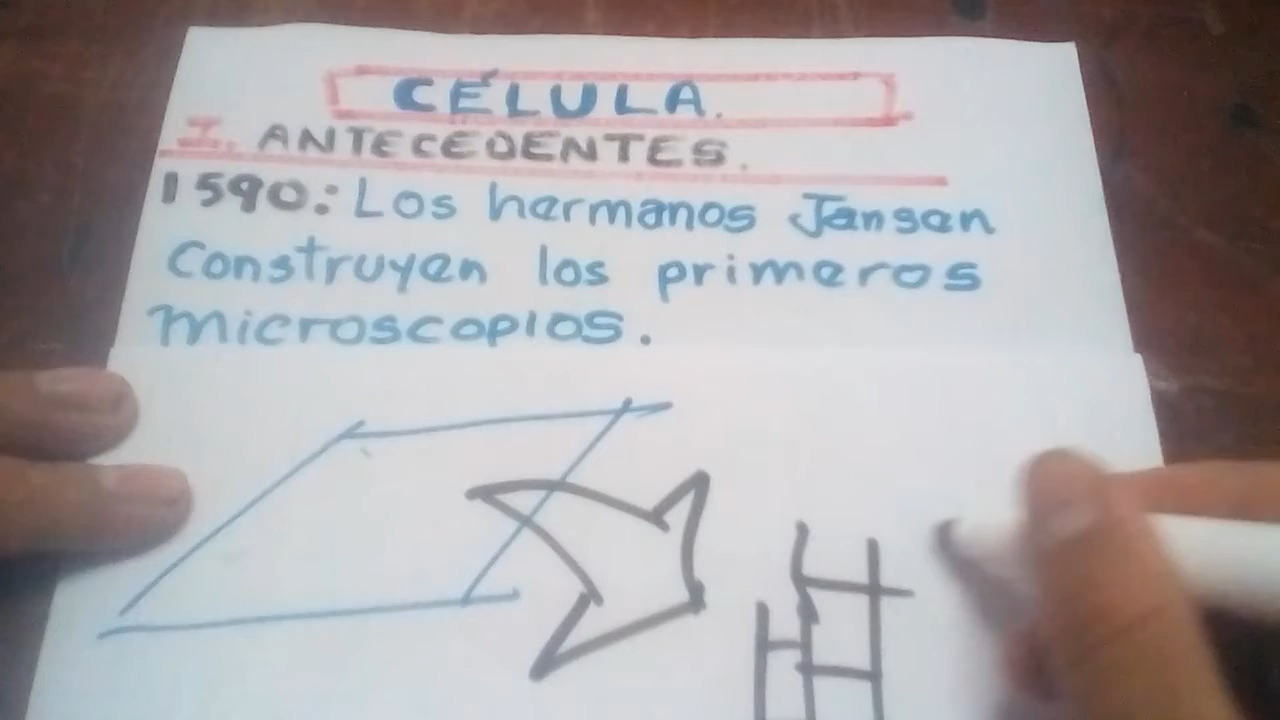 CÉLULA.
I. ANTECEDENTES.
1590: Los hermanos Jansen
Construyen los primeros
microscopios.